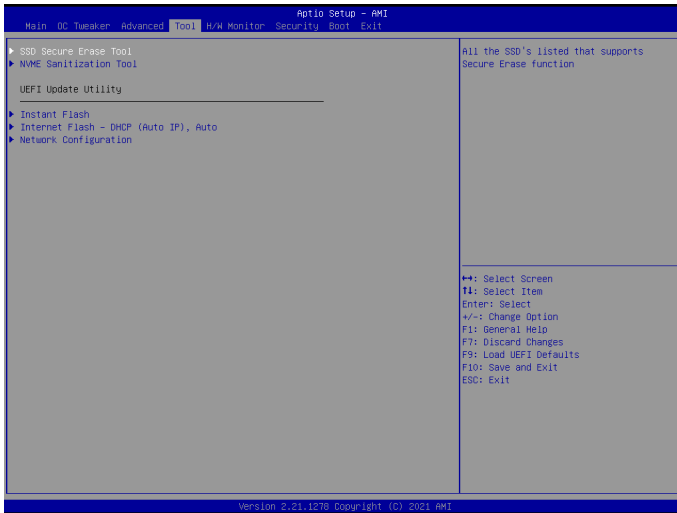 Aptio Setup – AMI
Main OC Tweaker Advanced Tool H/W Monitor Security Boot Exit
SSD Secure Erase Tool
NVME Sanitization Tool
UEFI Update Utility
Instant Flash
Internet Flash – DHCP (Auto IP), Auto
Network Configuration
All the SSD's listed that supports
Secure Erase function
↔: Select Screen
↑↓: Select Item
Enter: Select
+/-: Change Option
F1: General Help
F7: Discard Changes
F9: Load UEFI Defaults
F10: Save and Exit
ESC: Exit
Version 2.21.1278 Copyright (C) 2021 AMI